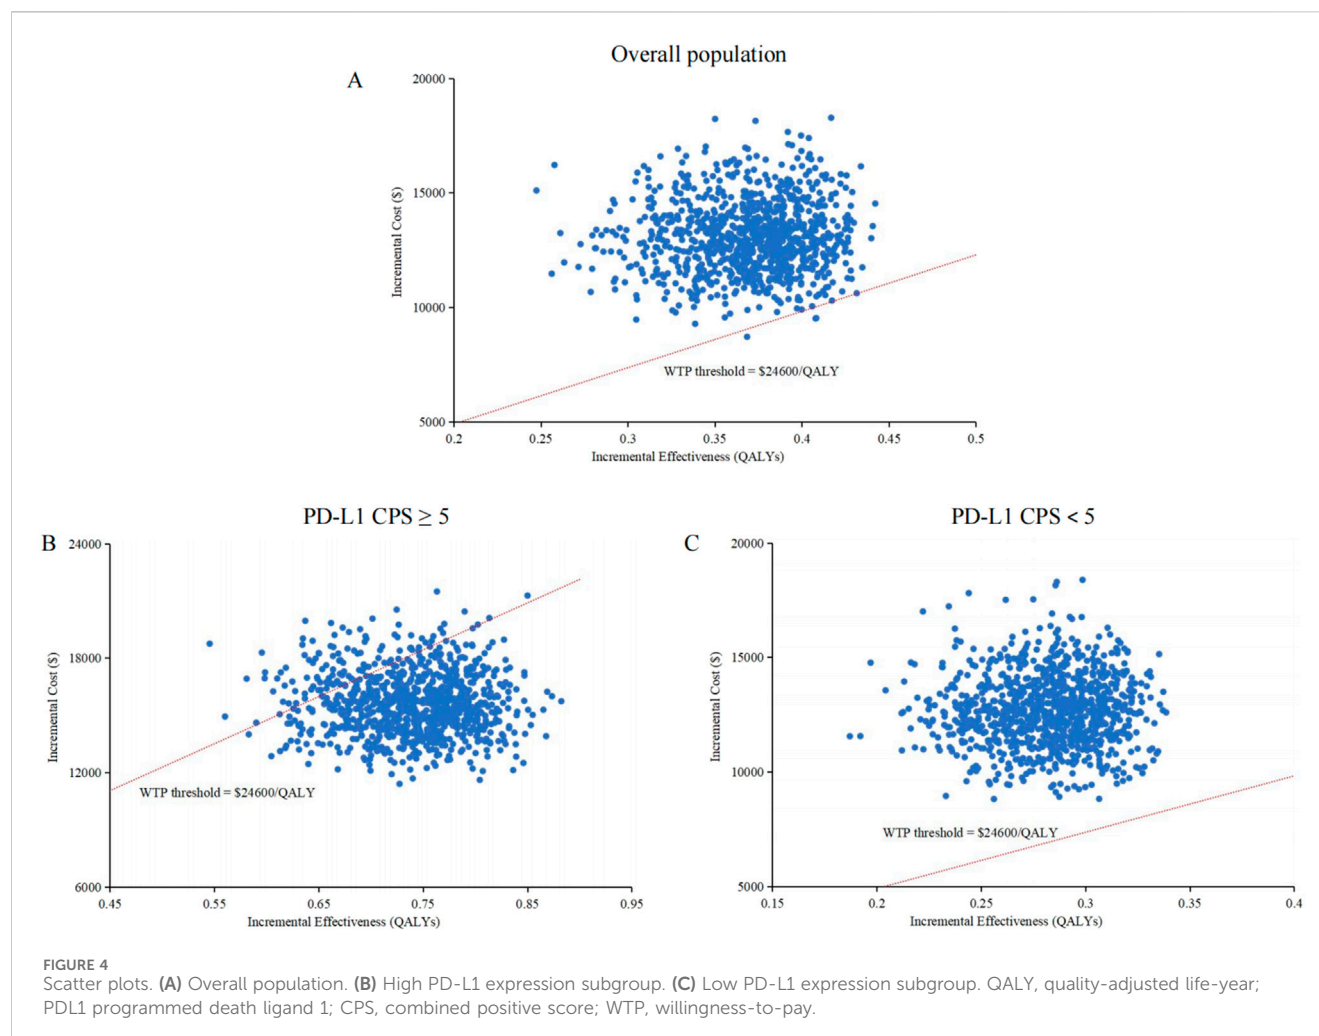 Overall population
A
20000
15000
10000
5000
Incremental Cost ($)
WTP threshold = $24600/QALY
0.2 0.25 0.3 0.35 0.4 0.45 0.5
Incremental Effectiveness (QALYs)
PD-L1 CPS ≥ 5
B
24000
18000
12000
6000
Incremental Cost ($)
WTP threshold = $24600/QALY
0.45 0.55 0.65 0.75 0.85 0.95
Incremental Effectiveness (QALYs)
PD-L1 CPS < 5
C
20000
15000
10000
5000
Incremental Cost ($)
WTP threshold = $24600/QALY
0.15 0.2 0.25 0.3 0.35 0.4
Incremental Effectiveness (QALYs)
FIGURE 4
Scatter plots. (A) Overall population. (B) High PD-L1 expression subgroup. (C) Low PD-L1 expression subgroup. QALY, quality-adjusted life-year;
PDL1 programmed death ligand 1; CPS, combined positive score; WTP, willingness-to-pay.